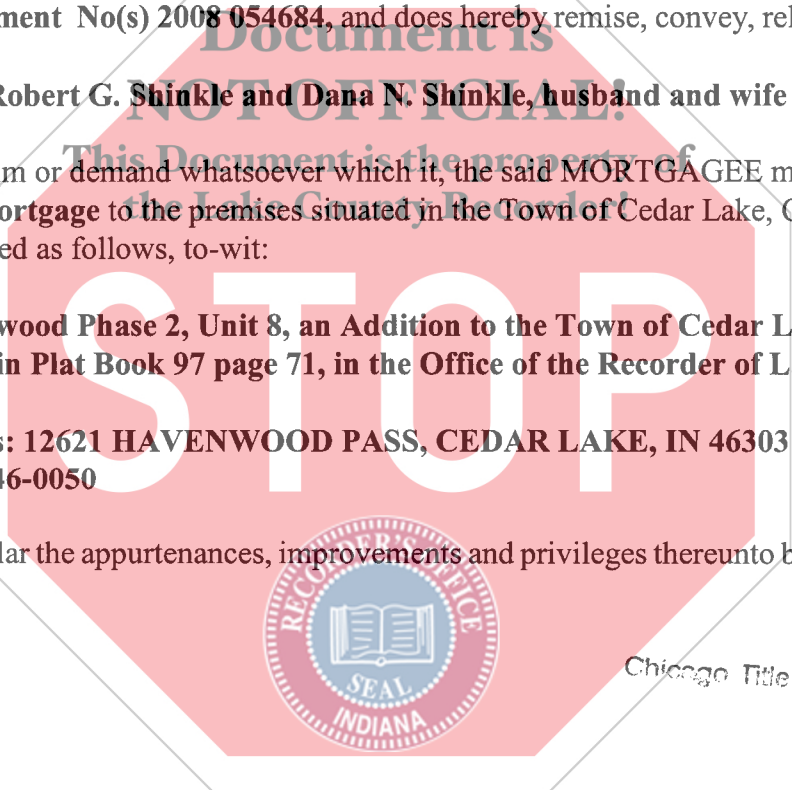 ment No(s) 2008 054684, and does hereby remise, convey, rel
Document is
Robert G. Shinkle and Dana N. Shinkle, husband and wife
NOT OFFICIAL!
This Document is the property of
m or demand whatsoever which it, the said MORTGAGEE m
ortgage to the premises situated in the Town of Cedar Lake, C
the Lake County Recorder!
ed as follows, to-wit:
STOP
wood Phase 2, Unit 8, an Addition to the Town of Cedar L
in Plat Book 97 page 71, in the Office of the Recorder of L
s: 12621 HAVENWOOD PASS, CEDAR LAKE, IN 46303
46-0050
lar the appurtenances, improvements and privileges thereunto b
RECORDER'S OFFICE
SEAL
INDIANA
Chicago Title